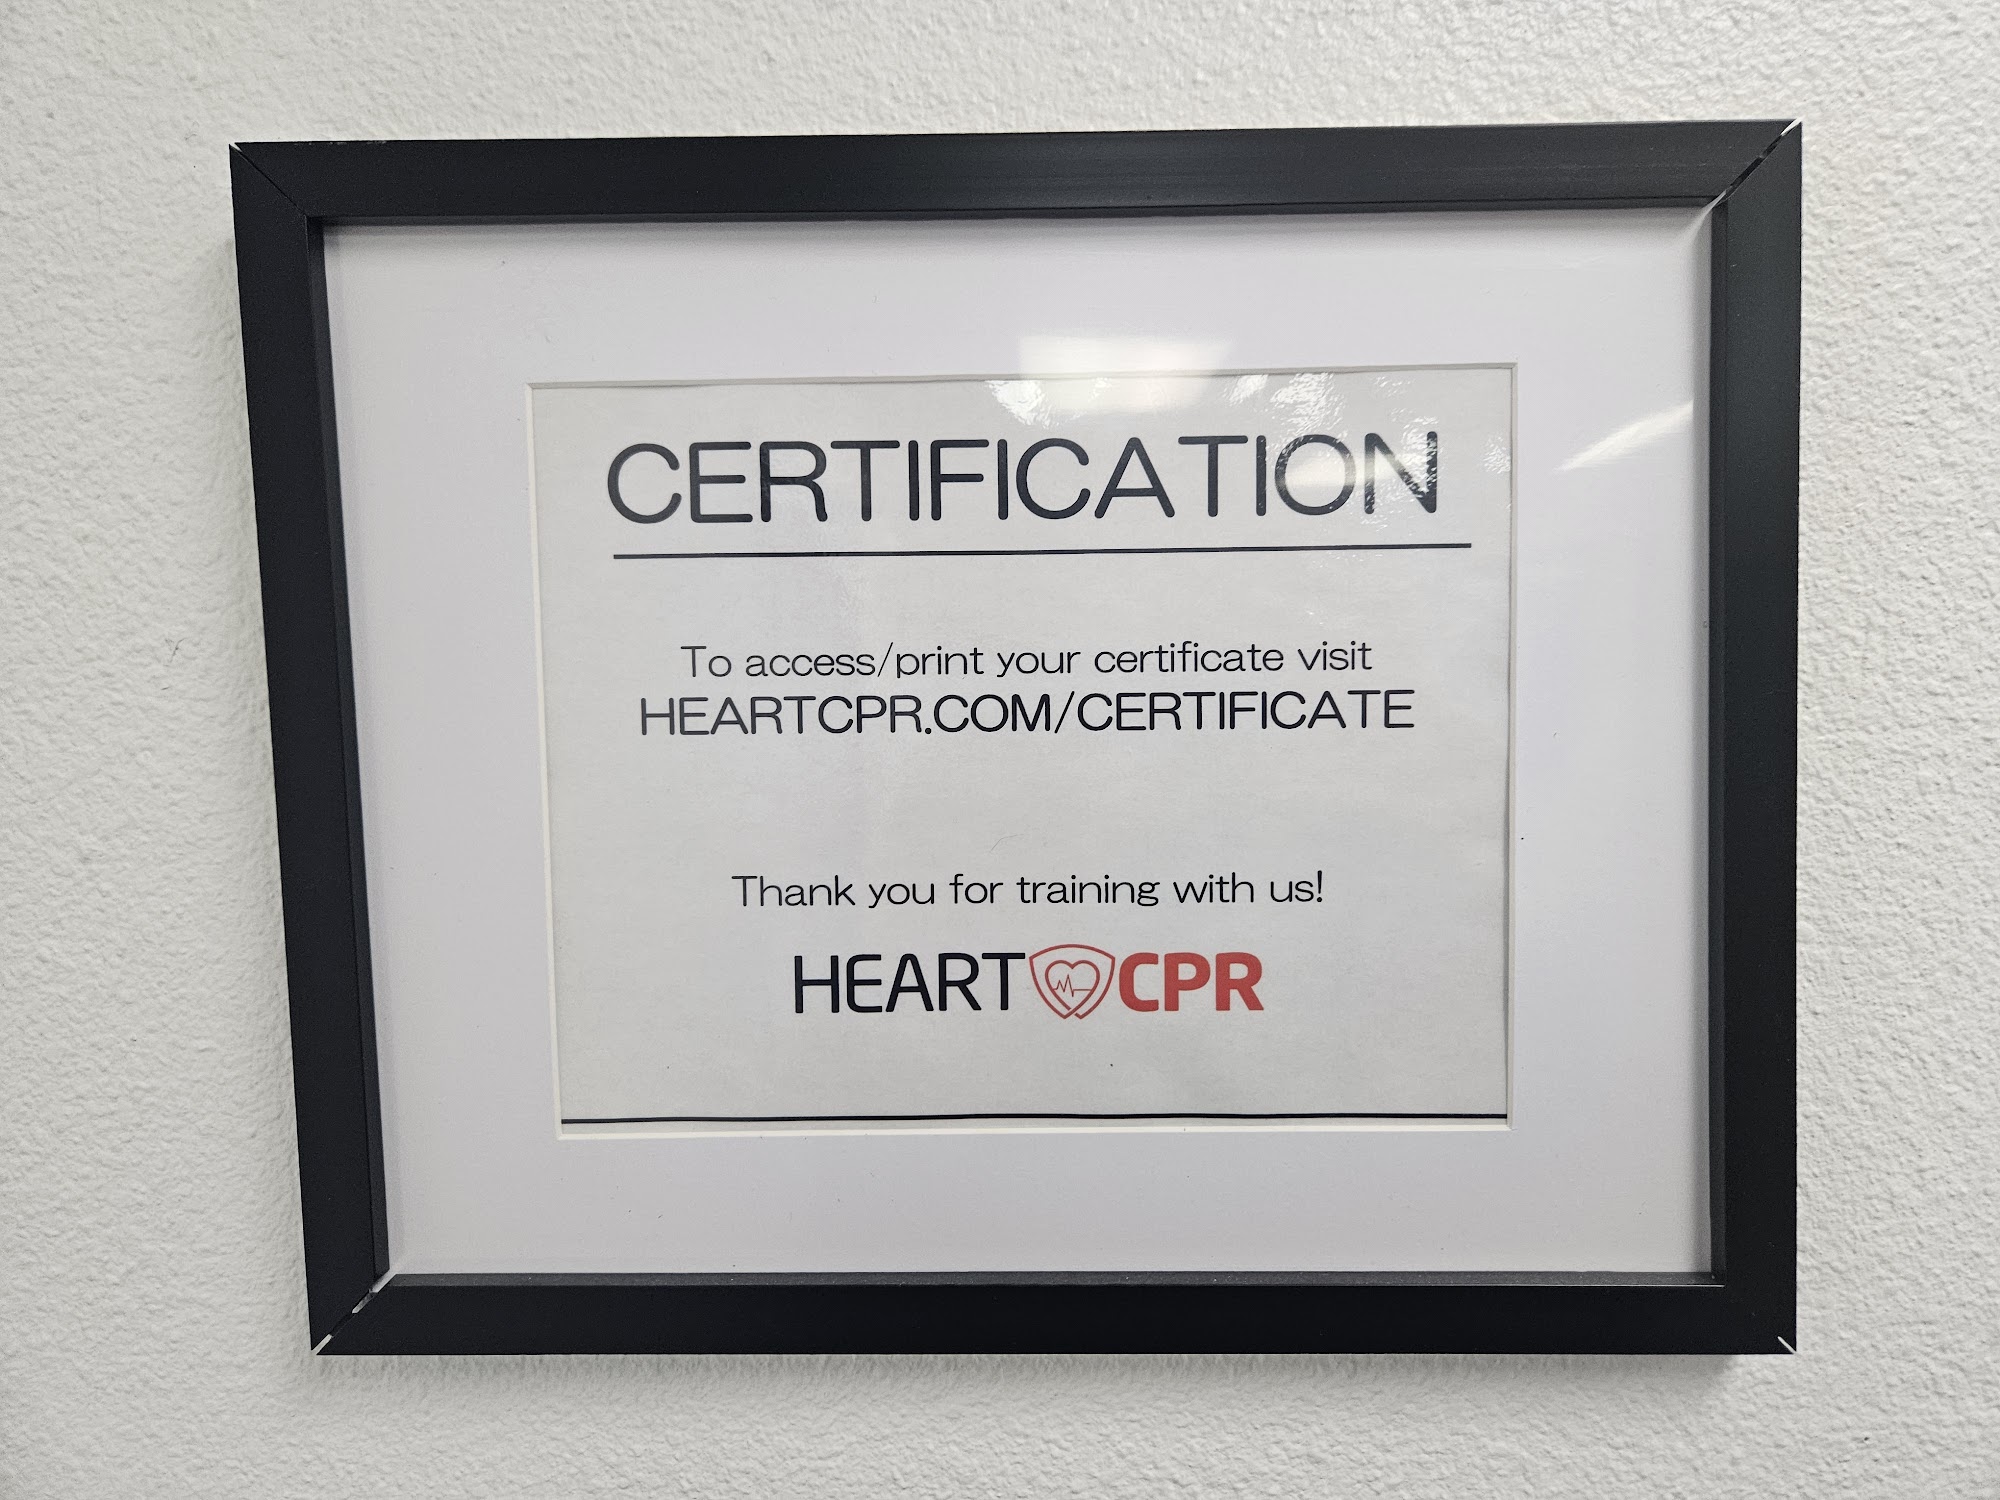 CERTIFICATION
To access/print your certificate visit
HEARTCPR.COM/CERTIFICATE
Thank you for training with us!
HEART CPR